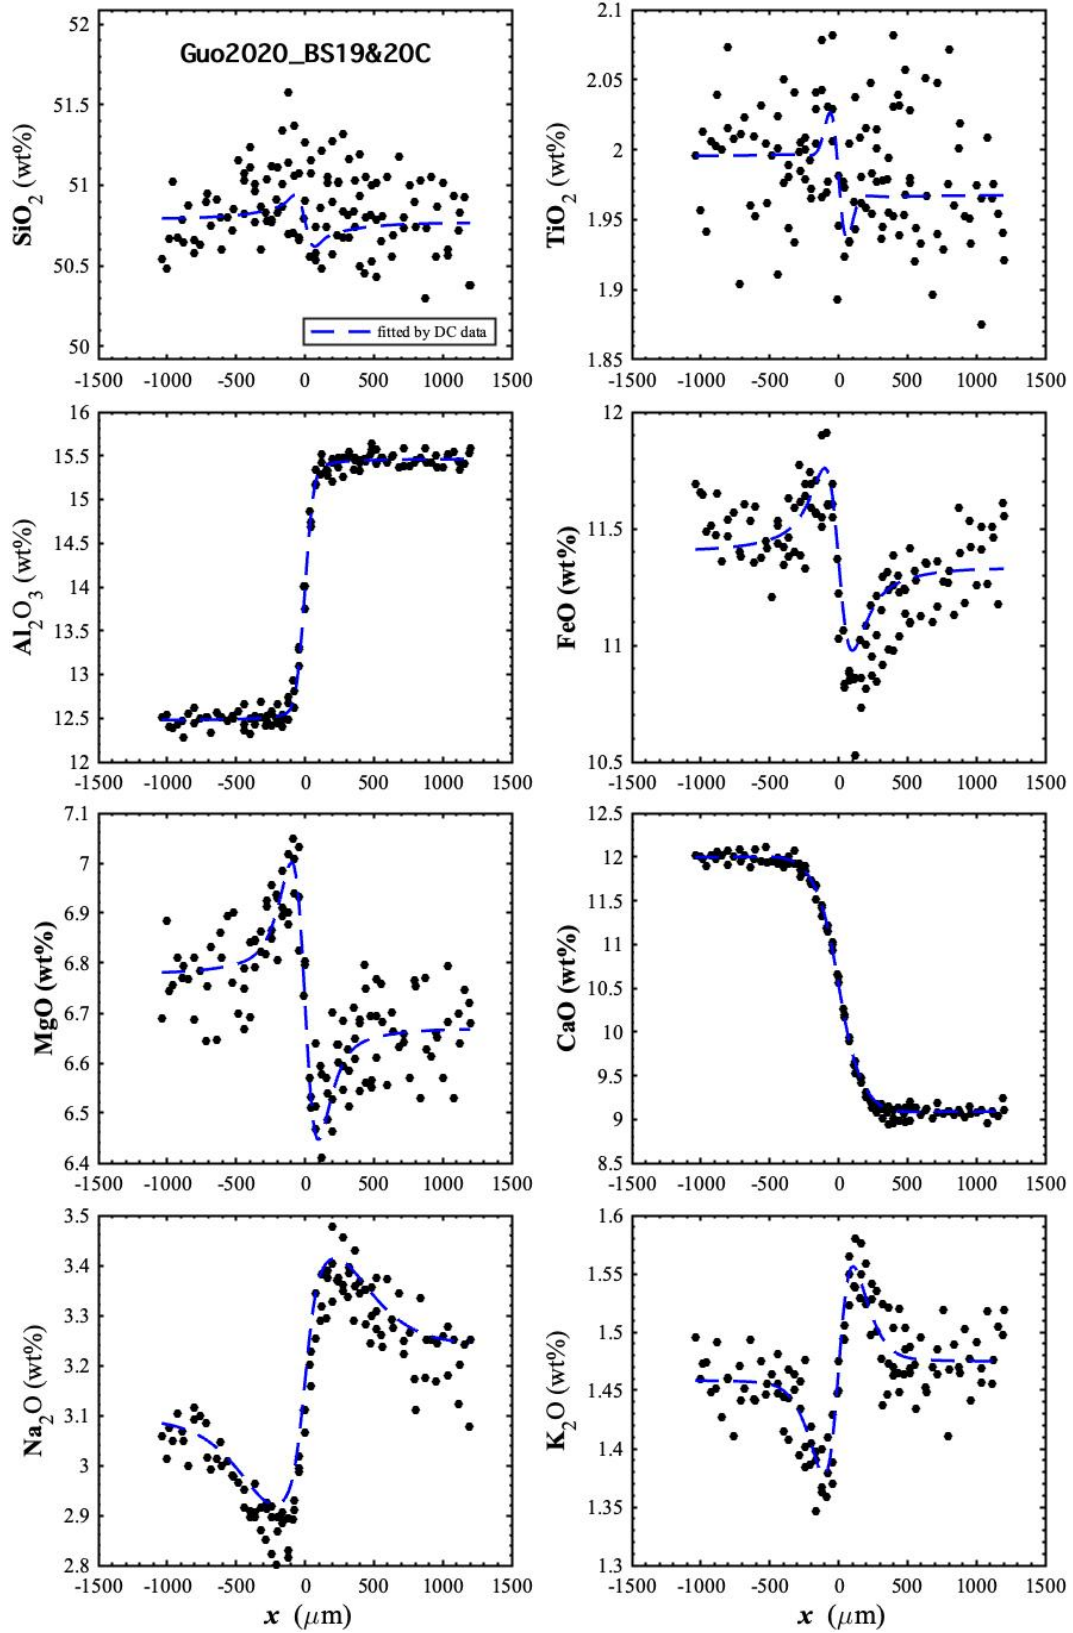 Guo2020_BS19&20C
SiO2 (wt%)
52
51.5
51
50.5
50
fitted by DC data
-1500 -1000 -500 0 500 1000 1500
TiO2 (wt%)
2.1
2.05
2
1.95
1.9
1.85
-1500 -1000 -500 0 500 1000 1500
Al2O3 (wt%)
16
15.5
15
14.5
14
13.5
13
12.5
12
-1500 -1000 -500 0 500 1000 1500
FeO (wt%)
12
11.5
11
10.5
-1500 -1000 -500 0 500 1000 1500
MgO (wt%)
7.1
7
6.9
6.8
6.7
6.6
6.5
6.4
-1500 -1000 -500 0 500 1000 1500
CaO (wt%)
12.5
12
11.5
11
10.5
10
9.5
9
8.5
-1500 -1000 -500 0 500 1000 1500
Na2O (wt%)
3.5
3.4
3.3
3.2
3.1
3
2.9
2.8
-1500 -1000 -500 0 500 1000 1500
x (μm)
K2O (wt%)
1.6
1.55
1.5
1.45
1.4
1.35
1.3
-1500 -1000 -500 0 500 1000 1500
x (μm)